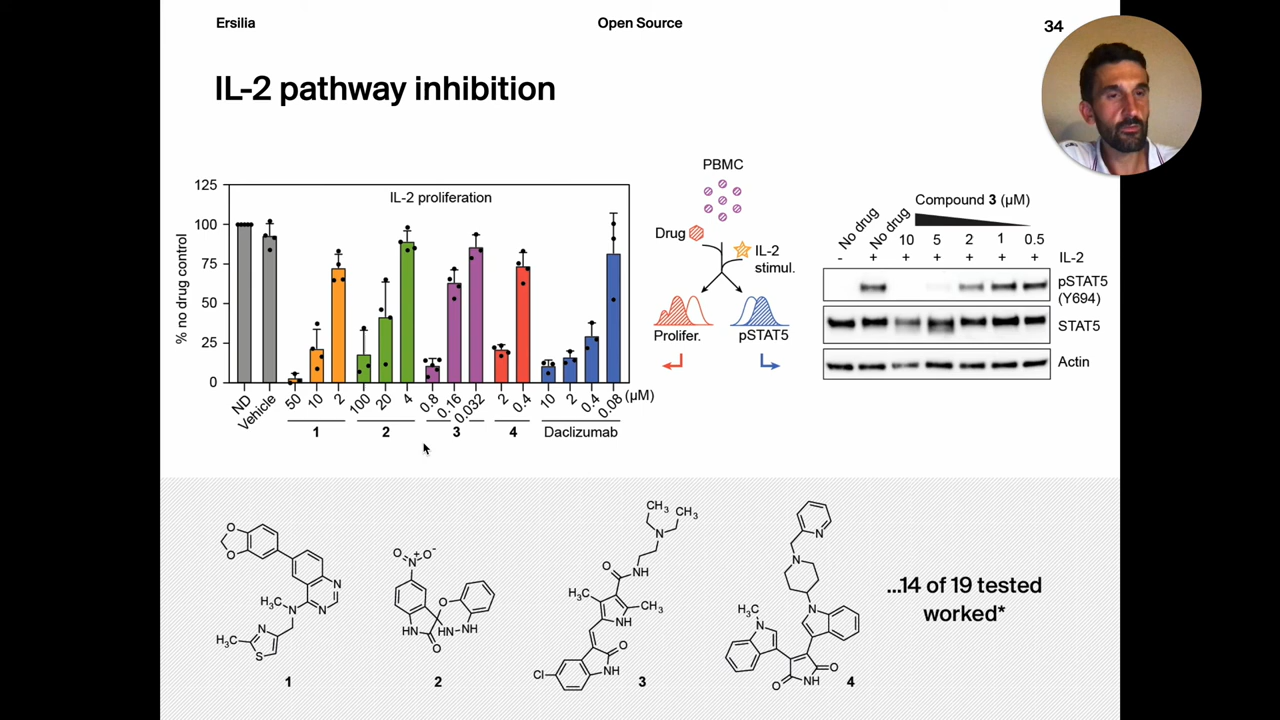 Ersilia
Open Source
34
IL-2 pathway inhibition
IL-2 proliferation
% no drug control
125
100
75
50
25
0
ND
Vehicle
50
10
2
100
20
4
0.8
0.16
0.032
2
0.4
10
2
0.4
0.08
(μM)
1
2
3
4
Daclizumab
PBMC
Drug
IL-2
stimul.
Prolifer.
pSTAT5
Compound 3 (μM)
No drug
No drug
10 5 2 1 0.5
- + + + + + + IL-2
pSTAT5
(Y694)
STAT5
Actin
O
O
N
N
H₃C
N
H₃C
N
S
1
O
N⁺
O⁻
O
HN
O
HN
NH
2
CH₃
CH₃
N
O
NH
H₃C
CH₃
NH
O
Cl
NH
3
N
N
H₃C
N
N
O
O
NH
4
...14 of 19 tested
worked*